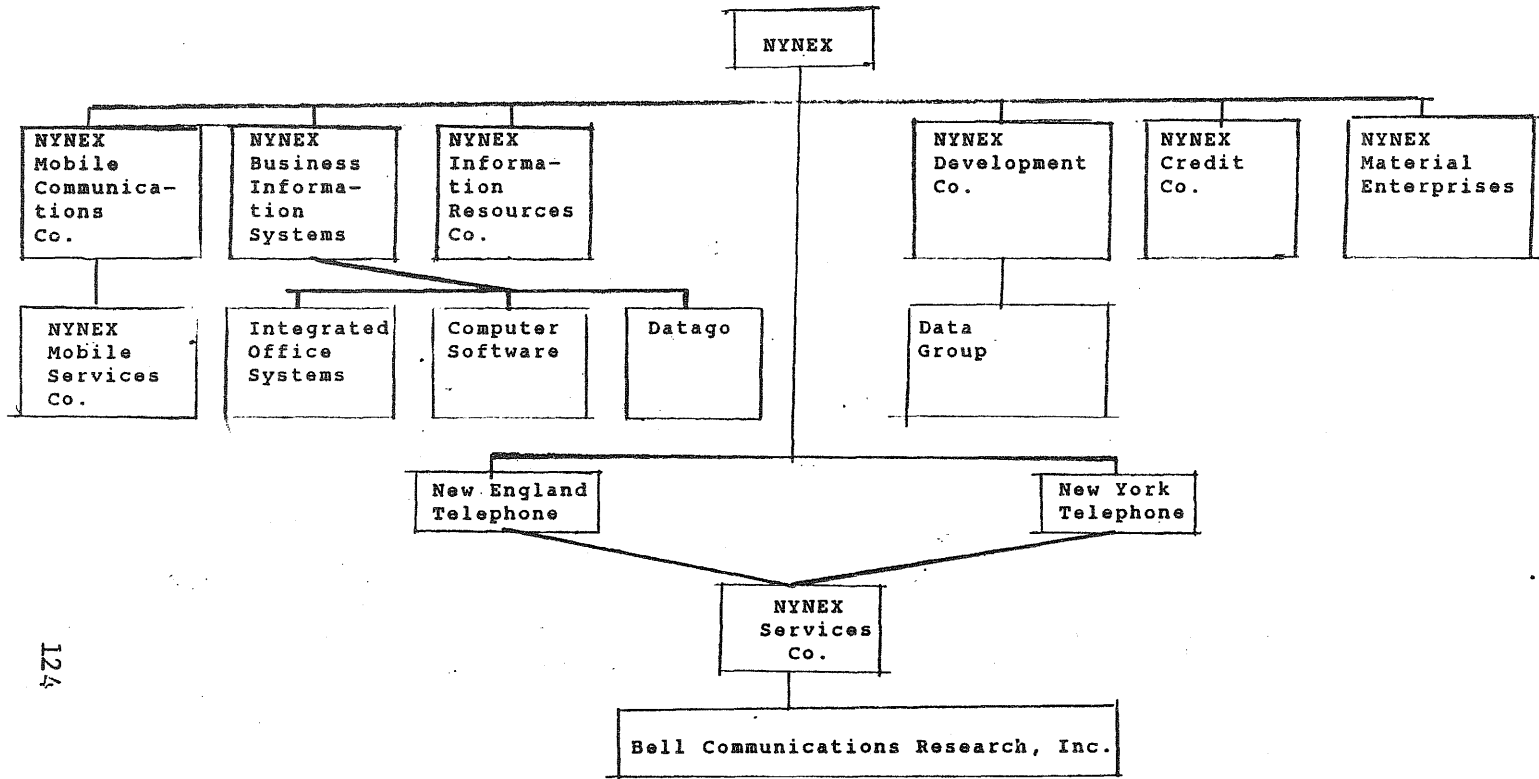 NYNEX
NYNEX
Mobile
Communica-
tions
Co.
NYNEX
Business
Informa-
tion
Systems
NYNEX
Informa-
tion
Resources
Co.
NYNEX
Development
Co.
NYNEX
Credit
Co.
NYNEX
Material
Enterprises
NYNEX
Mobile
Services
Co.
Integrated
Office
Systems
Computer
Software
Datago
Data
Group
New England
Telephone
New York
Telephone
NYNEX
Services
Co.
Bell Communications Research, Inc.
124